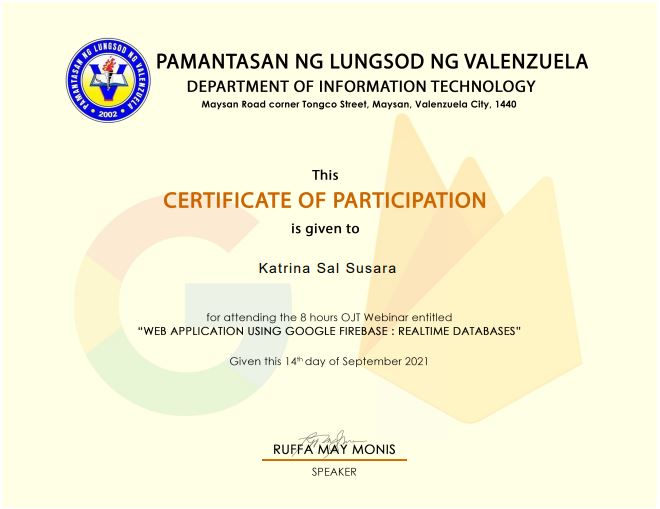 PAMANTASAN NG LUNGSOD NG VALENZUELA
PAMANTASAN NG LUNGSOD NG VALENZUELA
2002
DEPARTMENT OF INFORMATION TECHNOLOGY
Maysan Road corner Tongco Street, Maysan, Valenzuela City, 1440
This
CERTIFICATE OF PARTICIPATION
is given to
Katrina Sal Susara
for attending the 8 hours OJT Webinar entitled
“WEB APPLICATION USING GOOGLE FIREBASE : REALTIME DATABASES”
Given this 14th day of September 2021
RUFFA MAY MONIS
SPEAKER